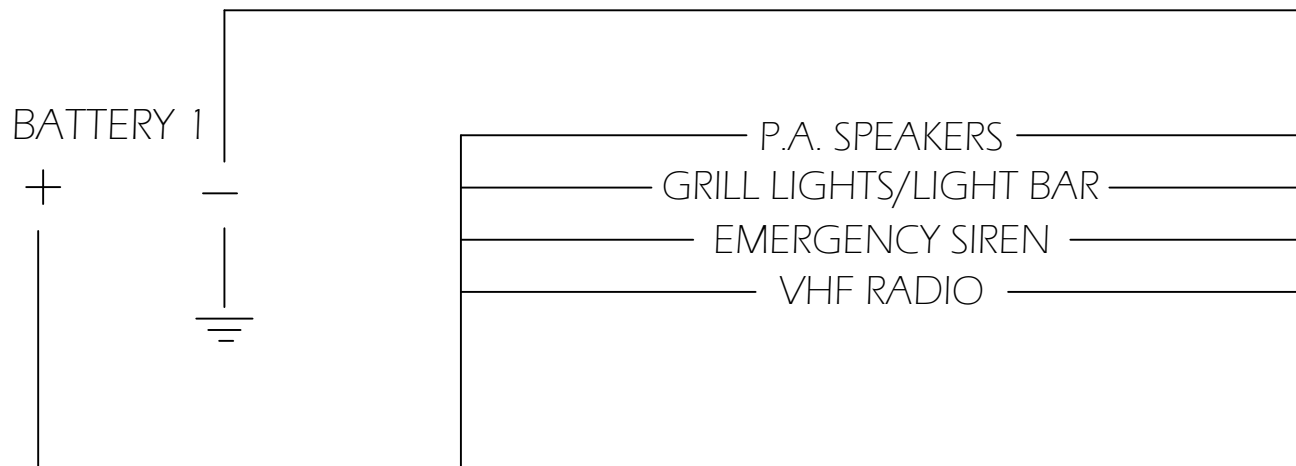 BATTERY 1
+ −
P.A. SPEAKERS
GRILL LIGHTS/LIGHT BAR
EMERGENCY SIREN
VHF RADIO